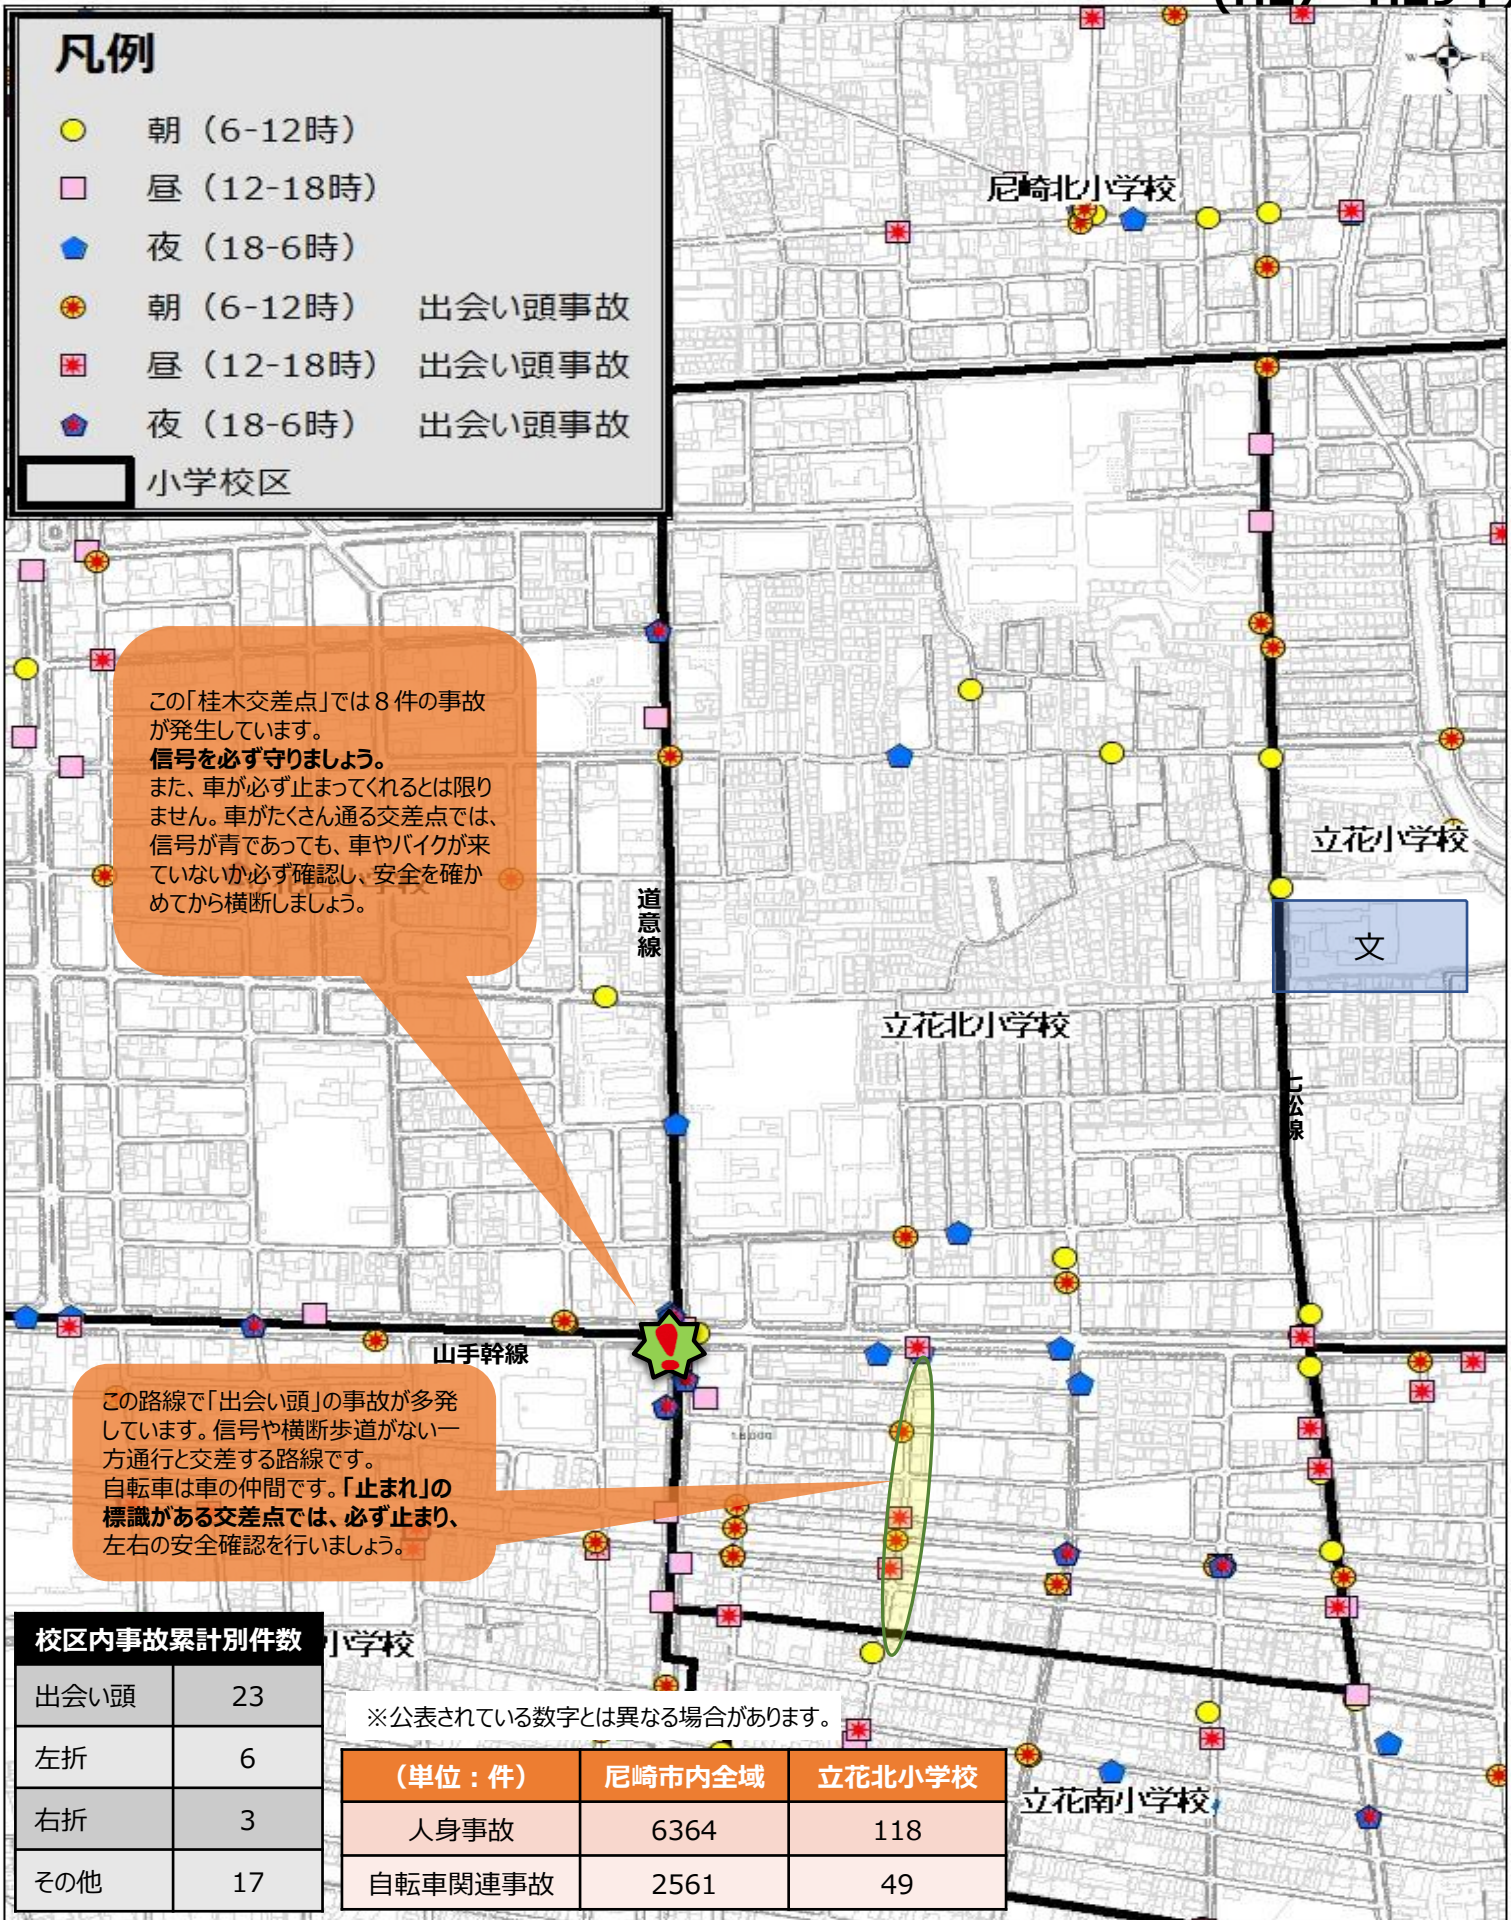 凡例
朝（6-12時）
昼（12-18時）
夜（18-6時）
朝（6-12時） 出会い頭事故
昼（12-18時） 出会い頭事故
夜（18-6時） 出会い頭事故
小学校区
N
W E
S
尼崎北小学校
この「桂木交差点」では８件の事故
が発生しています。
信号を必ず守りましょう。
また、車が必ず止まってくれるとは限り
ません。車がたくさん通る交差点では、
信号が青であっても、車やバイクが来
ていないか必ず確認し、安全を確か
めてから横断しましょう。
道意線
立花小学校
文
立花北小学校
七松線
山手幹線
この路線で「出会い頭」の事故が多発
しています。信号や横断歩道がない一
方通行と交差する路線です。
自転車は車の仲間です。「止まれ」の
標識がある交差点では、必ず止まり、
左右の安全確認を行いましょう。
小学校
校区内事故累計別件数
出会い頭 23
左折 6
右折 3
その他 17
※公表されている数字とは異なる場合があります。
（単位：件） 尼崎市内全域 立花北小学校
人身事故 6364 118
自転車関連事故 2561 49
立花南小学校